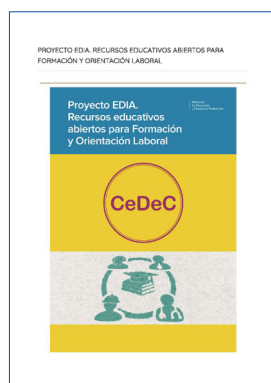 PROYECTO EDIA. RECURSOS EDUCATIVOS ABIERTOS PARA
FORMACIÓN Y ORIENTACIÓN LABORAL
Proyecto EDIA.
Recursos educativos
abiertos para Formación
y Orientación Laboral
CeDeC